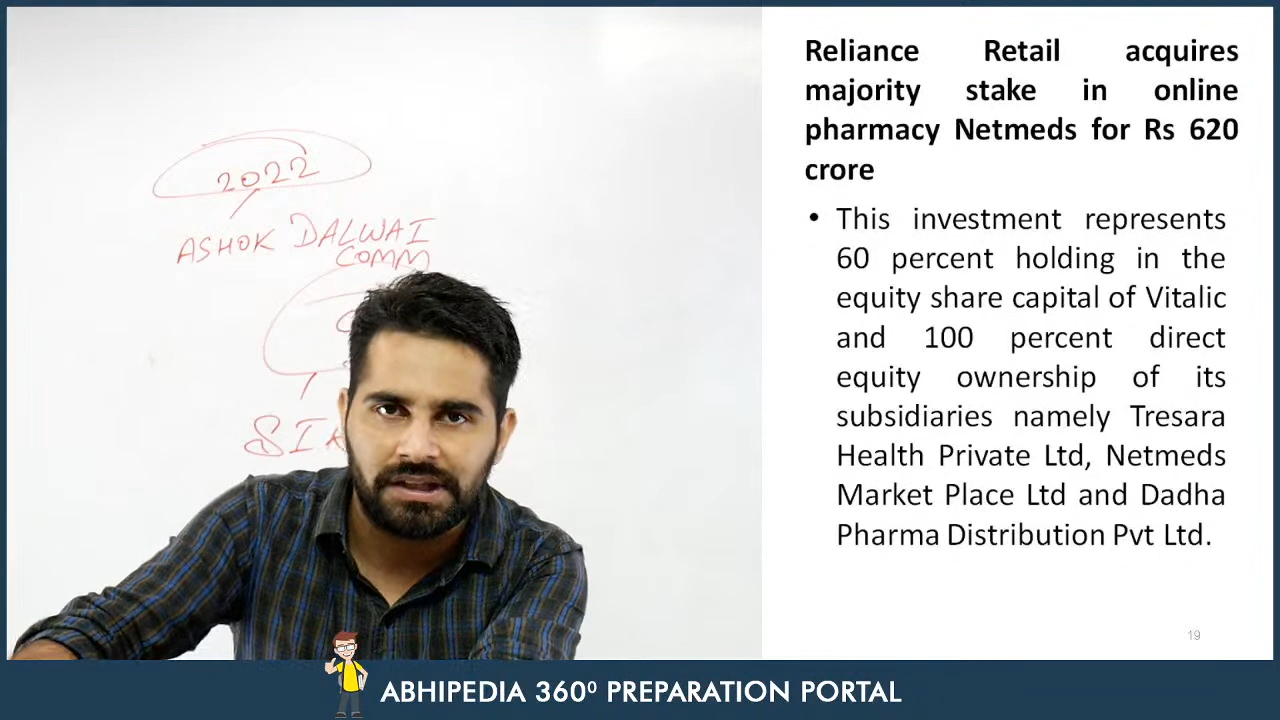 2022
ASHOK DALWAI
COMM
Reliance Retail acquires
majority stake in online
pharmacy Netmeds for Rs 620
crore
• This investment represents
60 percent holding in the
equity share capital of Vitalic
and 100 percent direct
equity ownership of its
subsidiaries namely Tresara
Health Private Ltd, Netmeds
Market Place Ltd and Dadha
Pharma Distribution Pvt Ltd.
19
ABHIPEDIA 360⁰ PREPARATION PORTAL